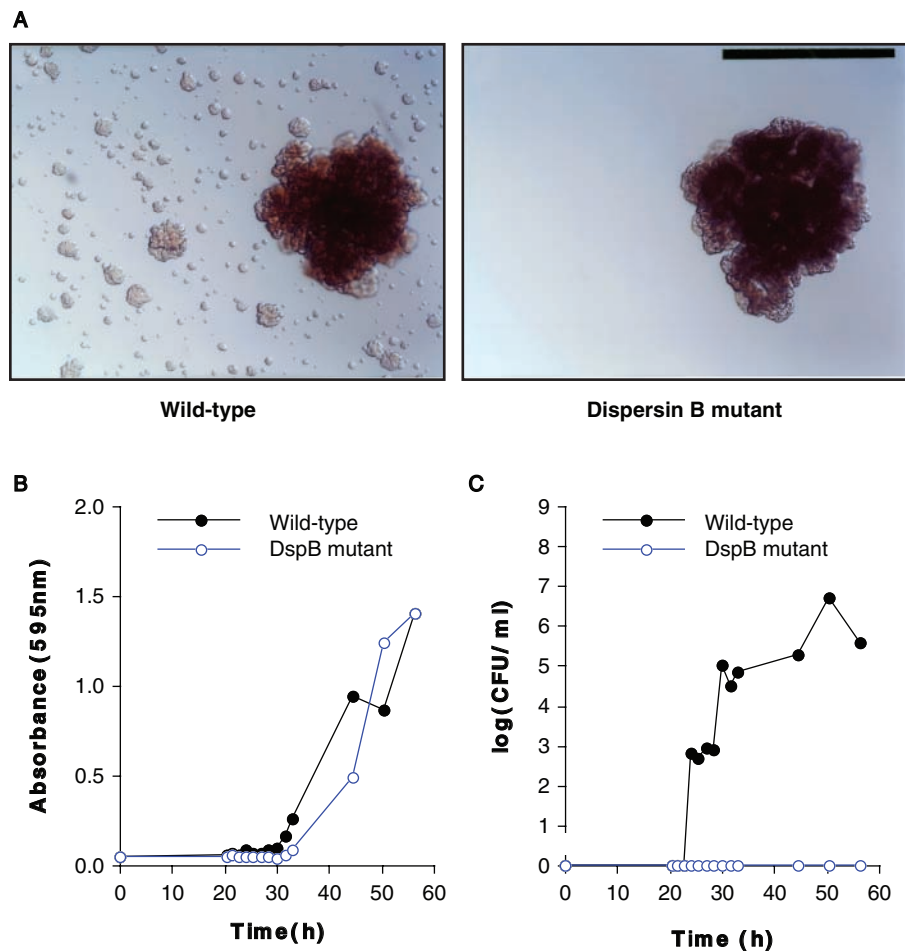 A
Wild-type
Dispersin B mutant
B
2.0
1.5
1.0
0.5
0.0
Absorbance (595nm)
Wild-type
DspB mutant
0 10 20 30 40 50 60
Time (h)
C
9
8
7
6
5
4
3
2
1
0
log(CFU/ ml)
Wild-type
DspB mutant
0 10 20 30 40 50 60
Time (h)